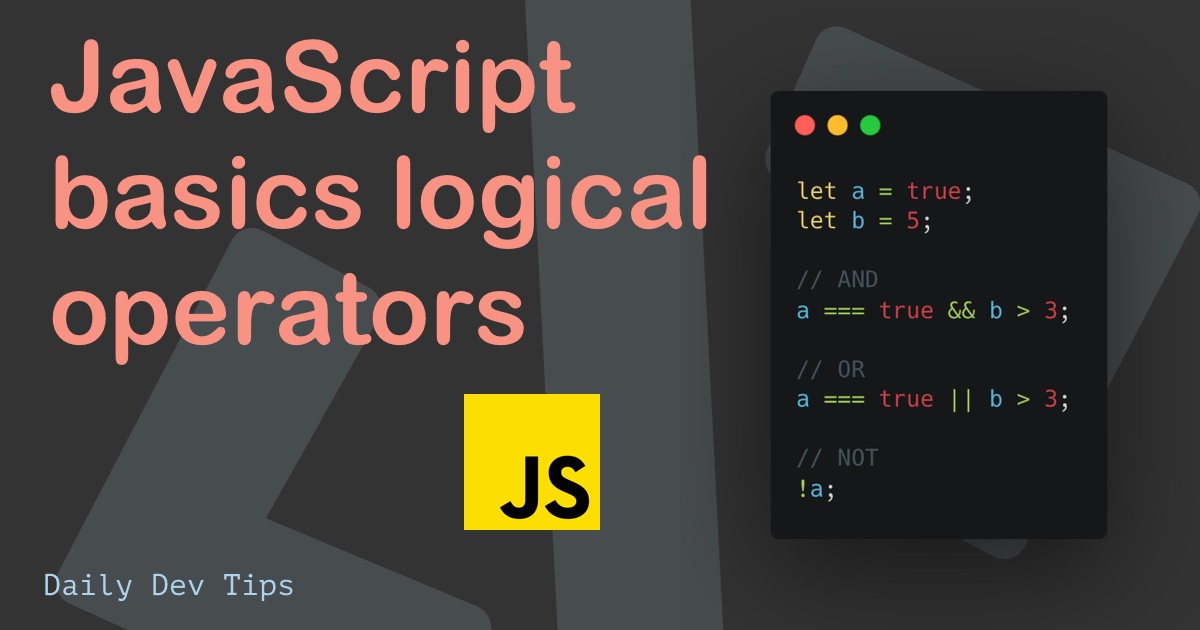 JavaScript
basics logical
operators
JS
Daily Dev Tips
let a = true;
let b = 5;
// AND
a === true && b > 3;
// OR
a === true || b > 3;
// NOT
!a;